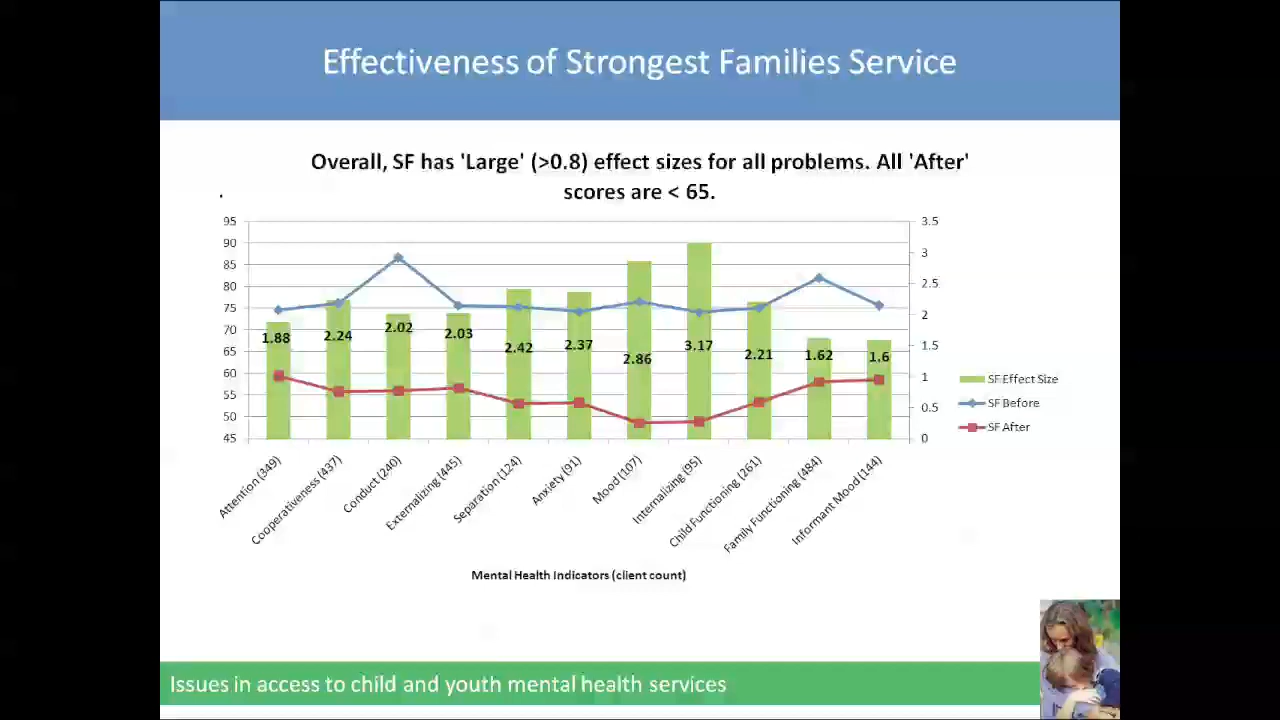 Effectiveness of Strongest Families Service
Overall, SF has 'Large' (>0.8) effect sizes for all problems. All 'After'
scores are < 65.
95
90
85
80
75
70
65
60
55
50
45
3.5
3
2.5
2
1.5
1
0.5
0
1.88
2.24
2.02
2.03
2.42
2.37
2.86
3.17
2.21
1.62
1.6
SF Effect Size
SF Before
SF After
Attention (349)
Cooperativeness (437)
Conduct (240)
Externalizing (445)
Separation (124)
Anxiety (91)
Mood (107)
Internalizing (95)
Child Functioning (261)
Family Functioning (484)
Informant Mood (144)
Mental Health Indicators (client count)
Issues in access to child and youth mental health services